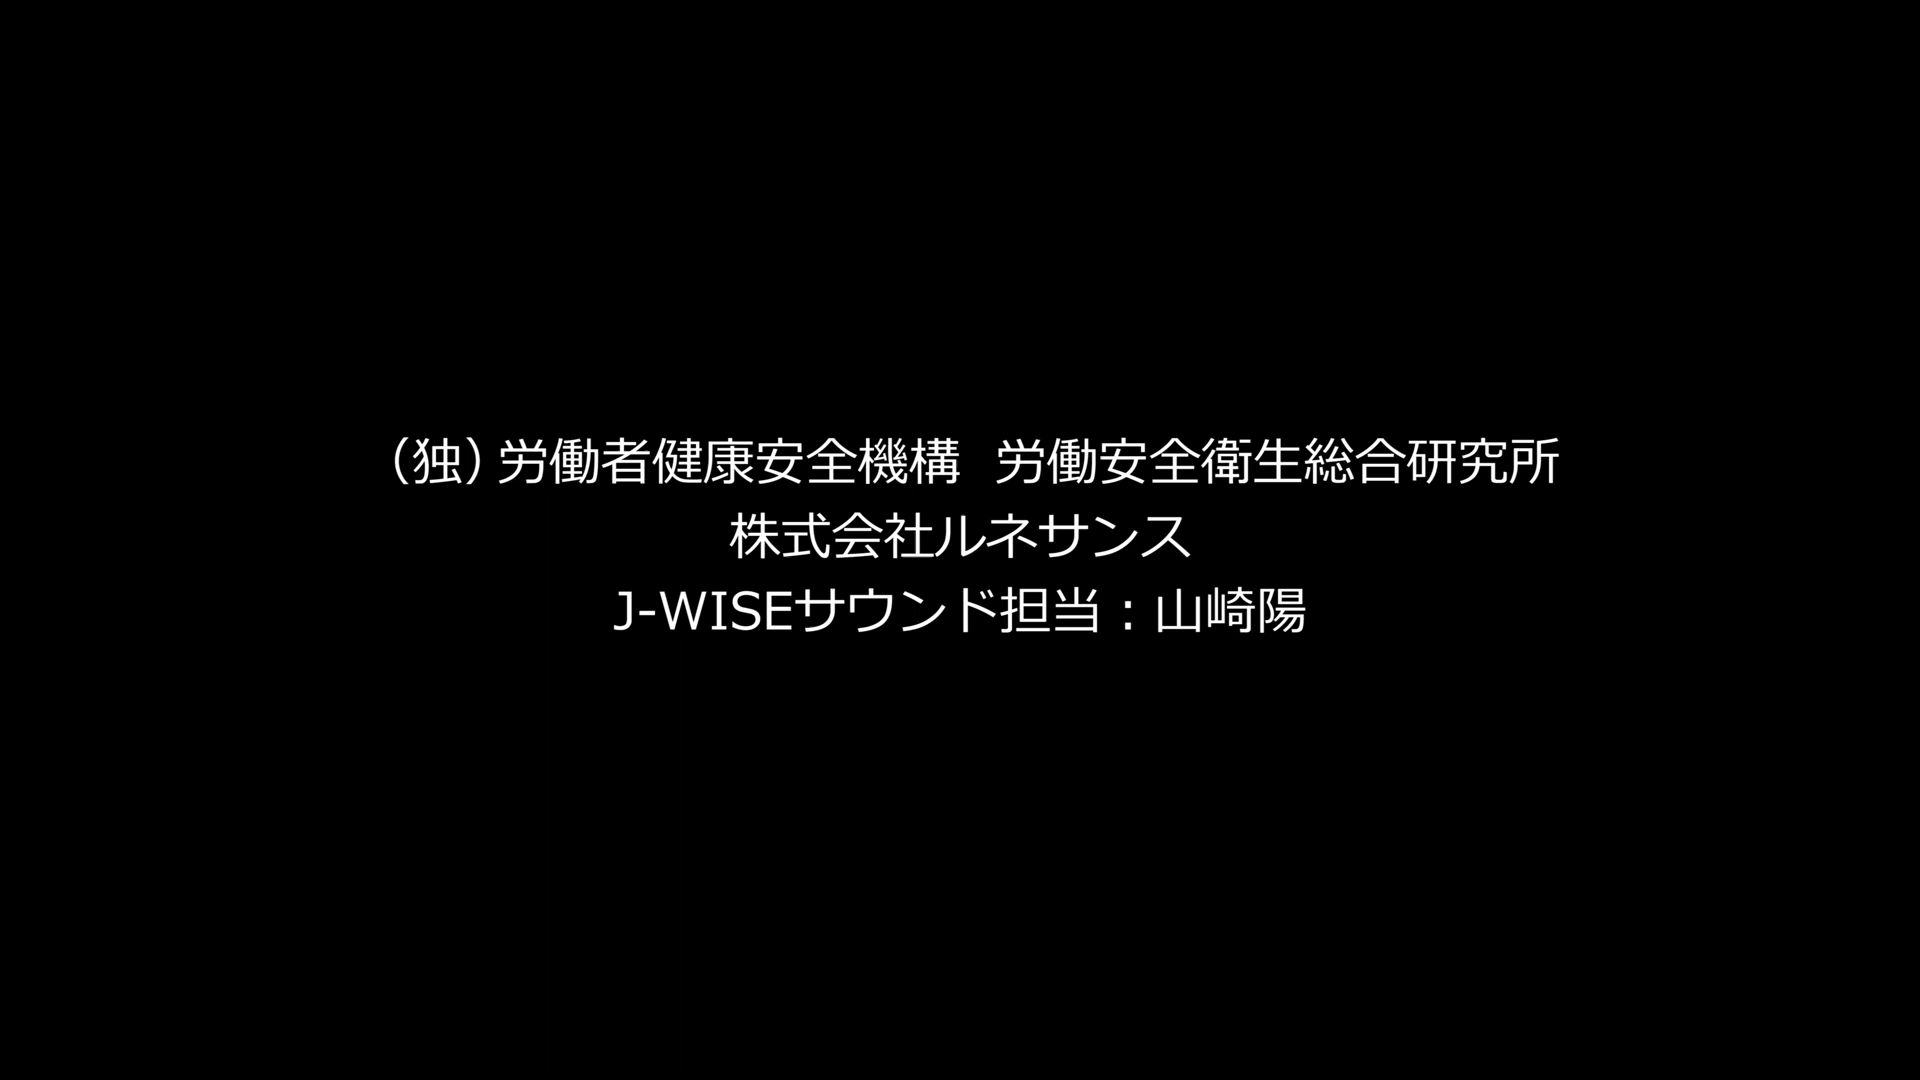 （独）労働者健康安全機構　労働安全衛生総合研究所
株式会社ルネサンス
J-WISEサウンド担当：山崎陽